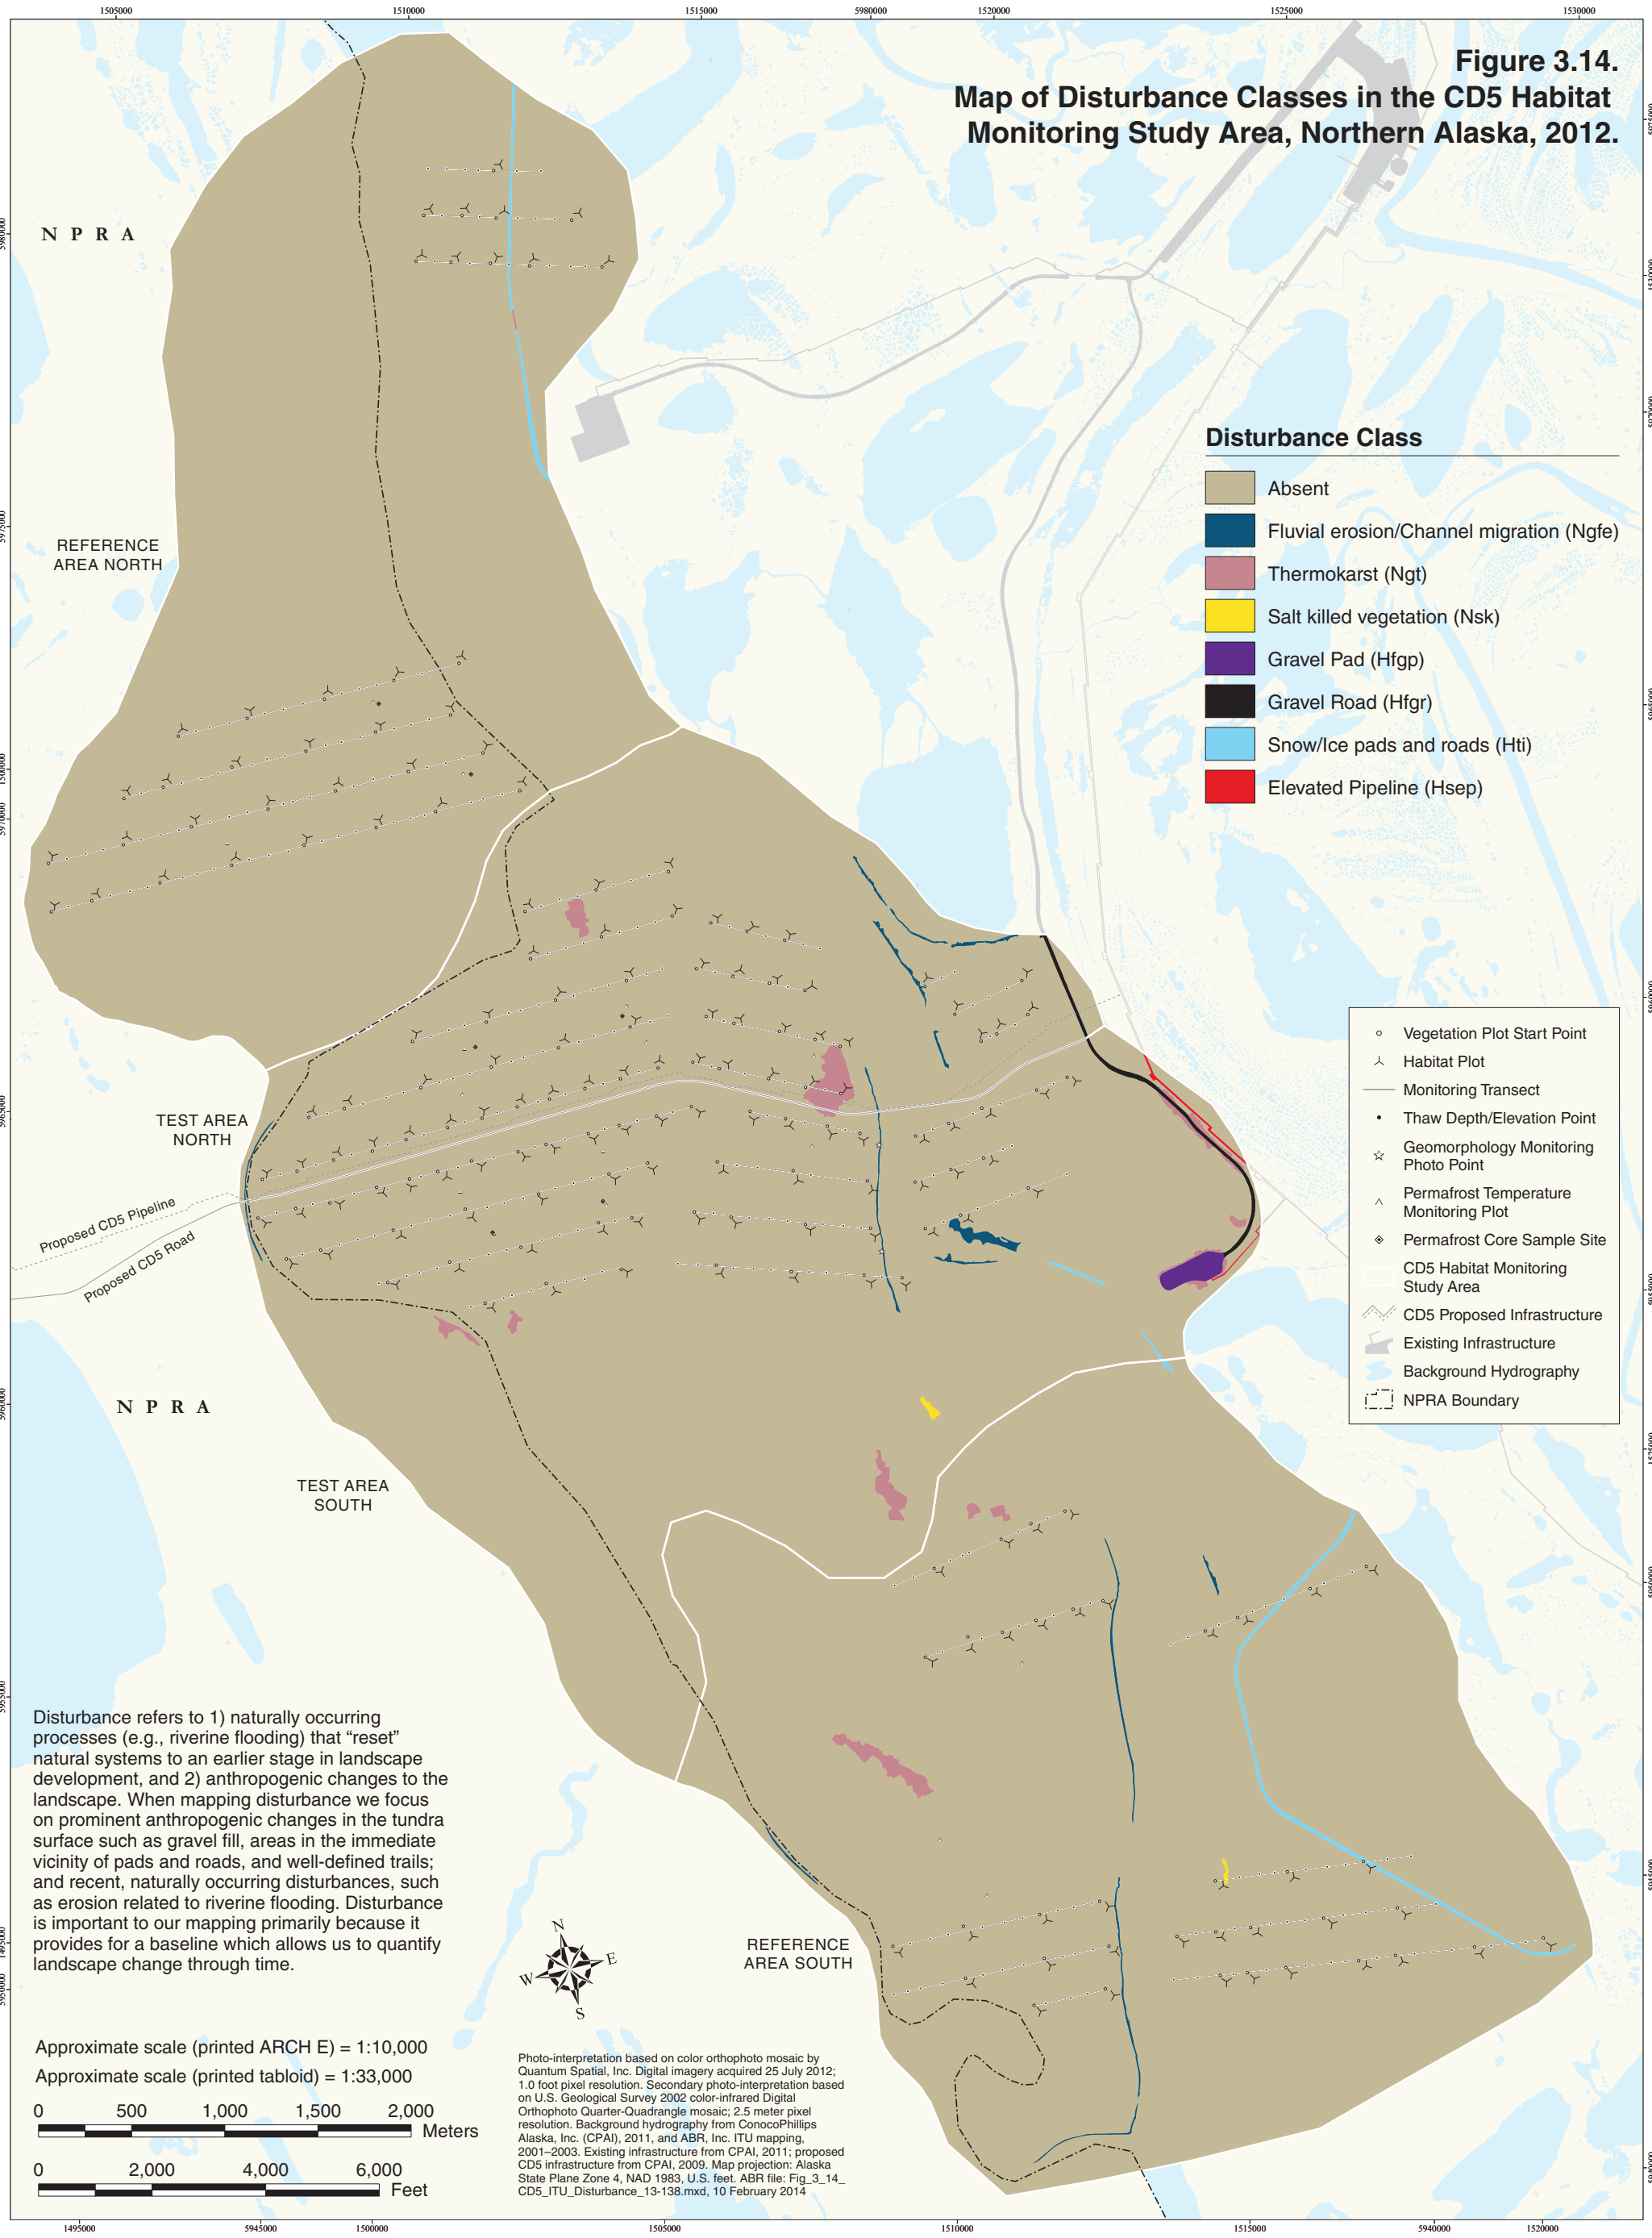 1505000
1510000
1515000
5980000
1520000
1525000
1530000
Figure 3.14.
Map of Disturbance Classes in the CD5 Habitat
Monitoring Study Area, Northern Alaska, 2012.
N P R A
REFERENCE
AREA NORTH
Disturbance Class
Absent
Fluvial erosion/Channel migration (Ngfe)
Thermokarst (Ngt)
Salt killed vegetation (Nsk)
Gravel Pad (Hfgp)
Gravel Road (Hfgr)
Snow/Ice pads and roads (Hti)
Elevated Pipeline (Hsep)
Vegetation Plot Start Point
Habitat Plot
Monitoring Transect
Thaw Depth/Elevation Point
Geomorphology Monitoring
Photo Point
Permafrost Temperature
Monitoring Plot
Permafrost Core Sample Site
CD5 Habitat Monitoring
Study Area
CD5 Proposed Infrastructure
Existing Infrastructure
Background Hydrography
NPRA Boundary
TEST AREA
NORTH
Proposed CD5 Pipeline
Proposed CD5 Road
N P R A
TEST AREA
SOUTH
Disturbance refers to 1) naturally occurring
processes (e.g., riverine flooding) that “reset”
natural systems to an earlier stage in landscape
development, and 2) anthropogenic changes to the
landscape. When mapping disturbance we focus
on prominent anthropogenic changes in the tundra
surface such as gravel fill, areas in the immediate
vicinity of pads and roads, and well-defined trails;
and recent, naturally occurring disturbances, such
as erosion related to riverine flooding. Disturbance
is important to our mapping primarily because it
provides for a baseline which allows us to quantify
landscape change through time.
REFERENCE
AREA SOUTH
N
E
W
S
Approximate scale (printed ARCH E) = 1:10,000
Approximate scale (printed tabloid) = 1:33,000
0 500 1,000 1,500 2,000
Meters
0 2,000 4,000 6,000
Feet
Photo-interpretation based on color orthophoto mosaic by
Quantum Spatial, Inc. Digital imagery acquired 25 July 2012;
1.0 foot pixel resolution. Secondary photo-interpretation based
on U.S. Geological Survey 2002 color-infrared Digital
Orthophoto Quarter-Quadrangle mosaic; 2.5 meter pixel
resolution. Background hydrography from ConocoPhillips
Alaska, Inc. (CPAI), 2011, and ABR, Inc. ITU mapping,
2001–2003. Existing infrastructure from CPAI, 2011; proposed
CD5 infrastructure from CPAI, 2009. Map projection: Alaska
State Plane Zone 4, NAD 1983, U.S. feet. ABR file: Fig_3_14_
CD5_ITU_Disturbance_13-138.mxd, 10 February 2014
1495000
5945000
1500000
1505000
1510000
1515000
5940000
1520000